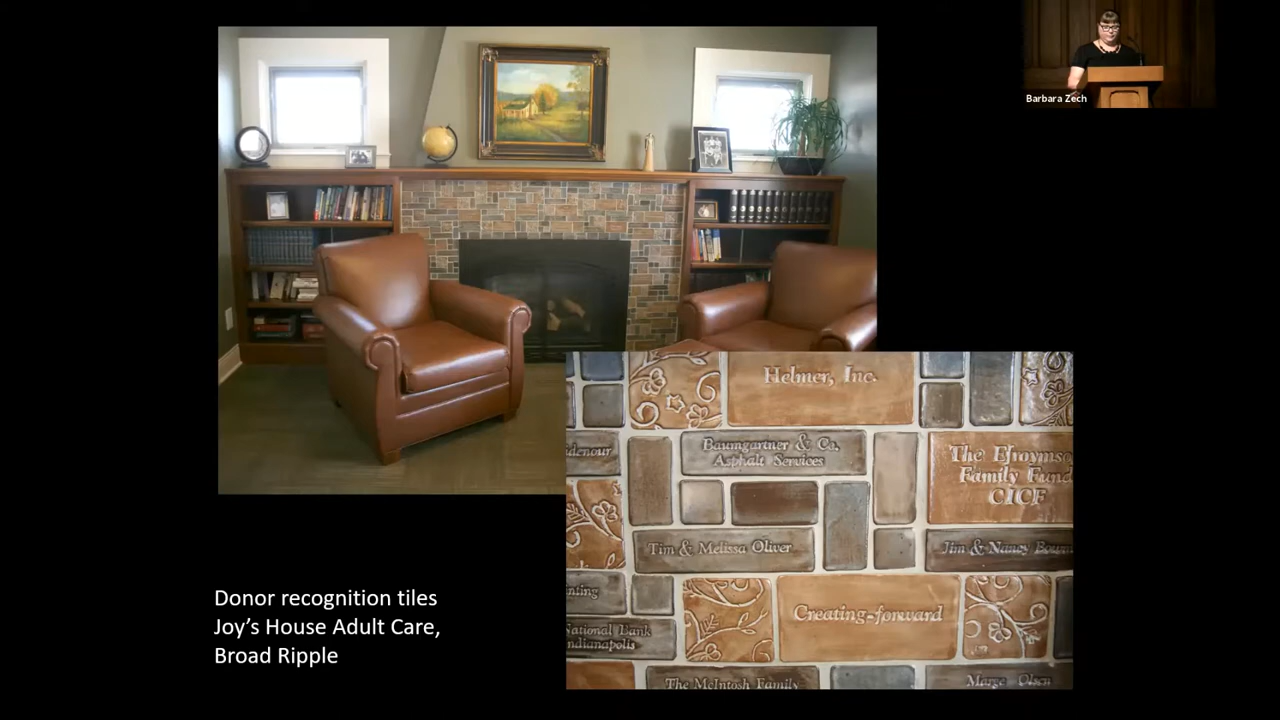 Barbara Zech
Helmer, Inc.
Baumgartner & Co.
Asphalt Services
The Efroymso
Family Fund
CICF
Tim & Melissa Oliver
Jim & Nancy
Creating-forward
National Bank
Indianapolis
The McIntosh Family
Marge Olsen
Donor recognition tiles
Joy's House Adult Care,
Broad Ripple